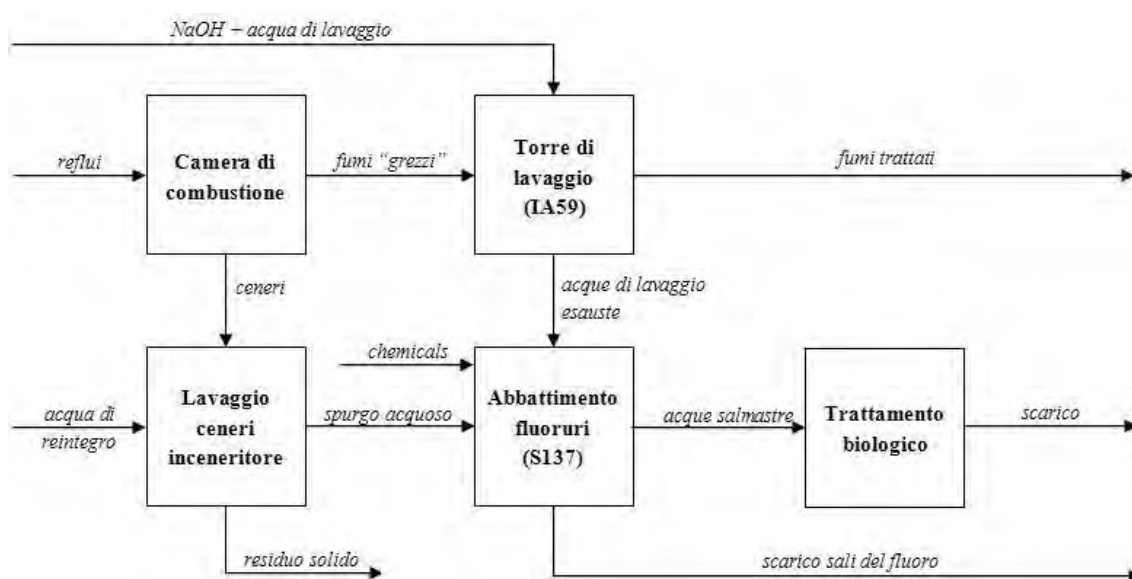 NaOH – acqua di lavaggio
reflui
Camera di
combustione
fumi "grezzi"
Torre di
lavaggio
(IA59)
fumi trattati
ceneri
acque di lavaggio
esauste
chemicals
acqua di
reintegro
Lavaggio
ceneri
inceneritore
spurgo acquoso
Abbattimento
fluoruri
(S137)
acque salmastre
Trattamento
biologico
scarico
residuo solido
scarico sali del fluoro